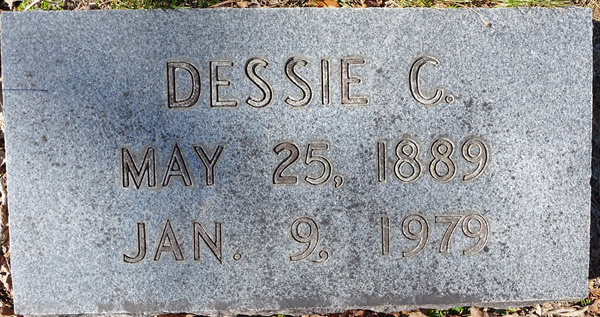 DESSIE C.
MAY 25, 1889
JAN. 9, 1979